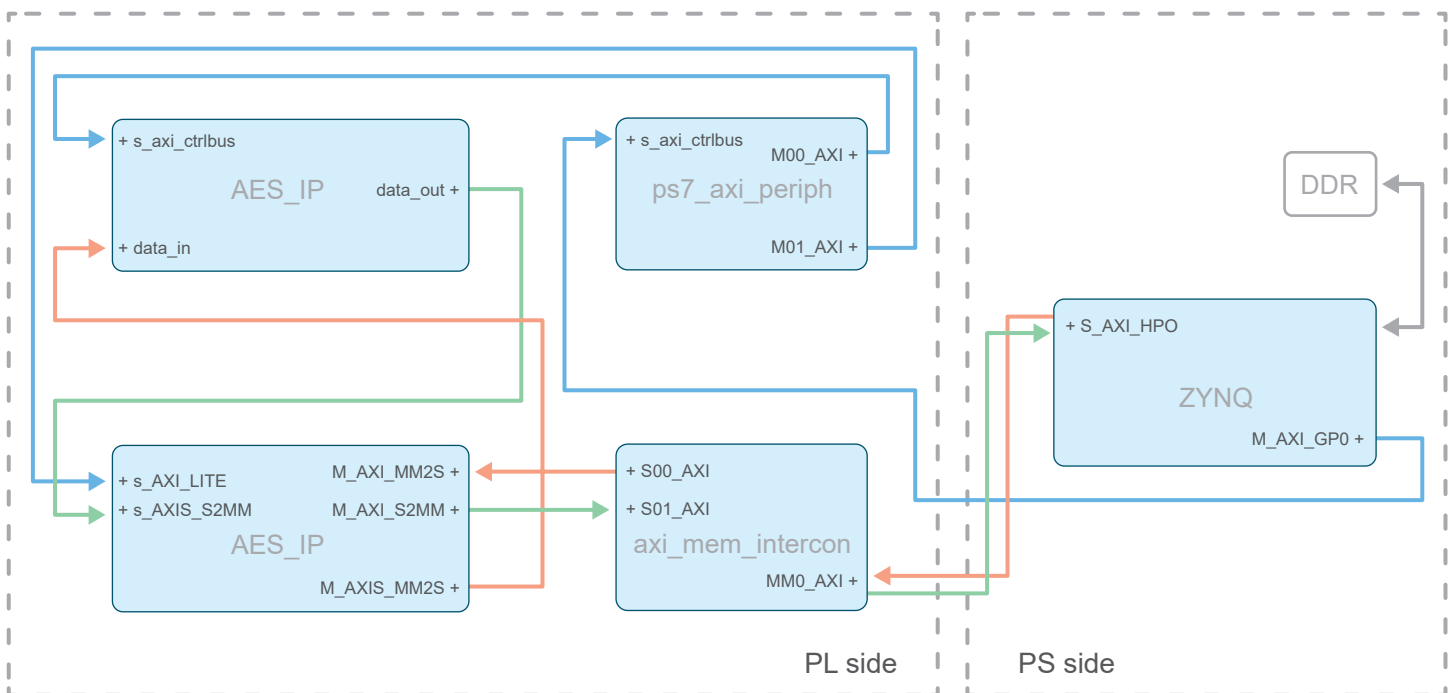 + s_axi_ctrlbus
AES_IP
data_out +
+ data_in
+ s_axi_ctrlbus
M00_AXI +
ps7_axi_periph
M01_AXI +
DDR
+ S_AXI_HPO
ZYNQ
M_AXI_GP0 +
+ s_AXI_LITE
M_AXI_MM2S +
+ s_AXIS_S2MM
M_AXI_S2MM +
AES_IP
M_AXIS_MM2S +
+ S00_AXI
+ S01_AXI
axi_mem_intercon
MM0_AXI +
PL side
PS side